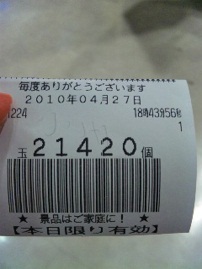 毎度ありがとうございます
2010年04月27日
1224 18時43分56秒
1
玉21420個
★ 景品はご家庭に! ★
【本日限り有効】